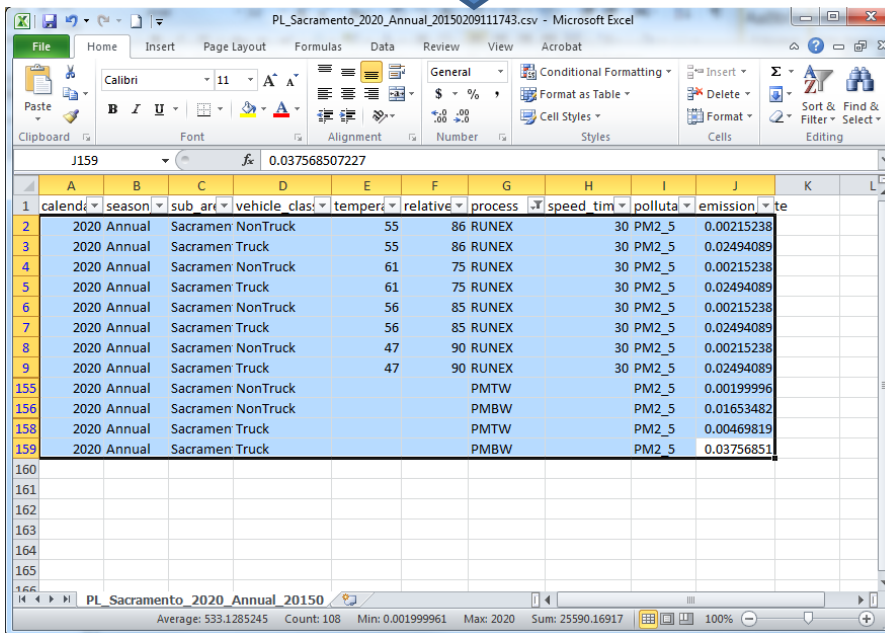 PL_Sacramento_2020_Annual_20150209111743.csv - Microsoft Excel
File Home Insert Page Layout Formulas Data Review View Acrobat
Paste
Calibri 11 A A
B I U A
General
$ % ,
Conditional Formatting
Format as Table
Cell Styles
Insert
Delete
Format
Σ
Sort & Filter
Find & Select
Clipboard Font Alignment Number Styles Cells Editing
J159 fx 0.037568507227
A B C D E F G H I J K L
1 calenda season sub_are vehicle_class tempera relative process speed_tim polluta emission_ te
2 2020 Annual Sacramen NonTruck 55 86 RUNEX 30 PM2_5 0.00215238
3 2020 Annual Sacramen Truck 55 86 RUNEX 30 PM2_5 0.02494089
4 2020 Annual Sacramen NonTruck 61 75 RUNEX 30 PM2_5 0.00215238
5 2020 Annual Sacramen Truck 61 75 RUNEX 30 PM2_5 0.02494089
6 2020 Annual Sacramen NonTruck 56 85 RUNEX 30 PM2_5 0.00215238
7 2020 Annual Sacramen Truck 56 85 RUNEX 30 PM2_5 0.02494089
8 2020 Annual Sacramen NonTruck 47 90 RUNEX 30 PM2_5 0.00215238
9 2020 Annual Sacramen Truck 47 90 RUNEX 30 PM2_5 0.02494089
155 2020 Annual Sacramen NonTruck PMTW PM2_5 0.00199996
156 2020 Annual Sacramen NonTruck PMBW PM2_5 0.01653482
158 2020 Annual Sacramen Truck PMTW PM2_5 0.00469819
159 2020 Annual Sacramen Truck PMBW PM2_5 0.03756851
160
161
162
163
164
165
166
PL_Sacramento_2020_Annual_20150
Average: 533.1285245 Count: 108 Min: 0.001999961 Max: 2020 Sum: 25590.16917 100%